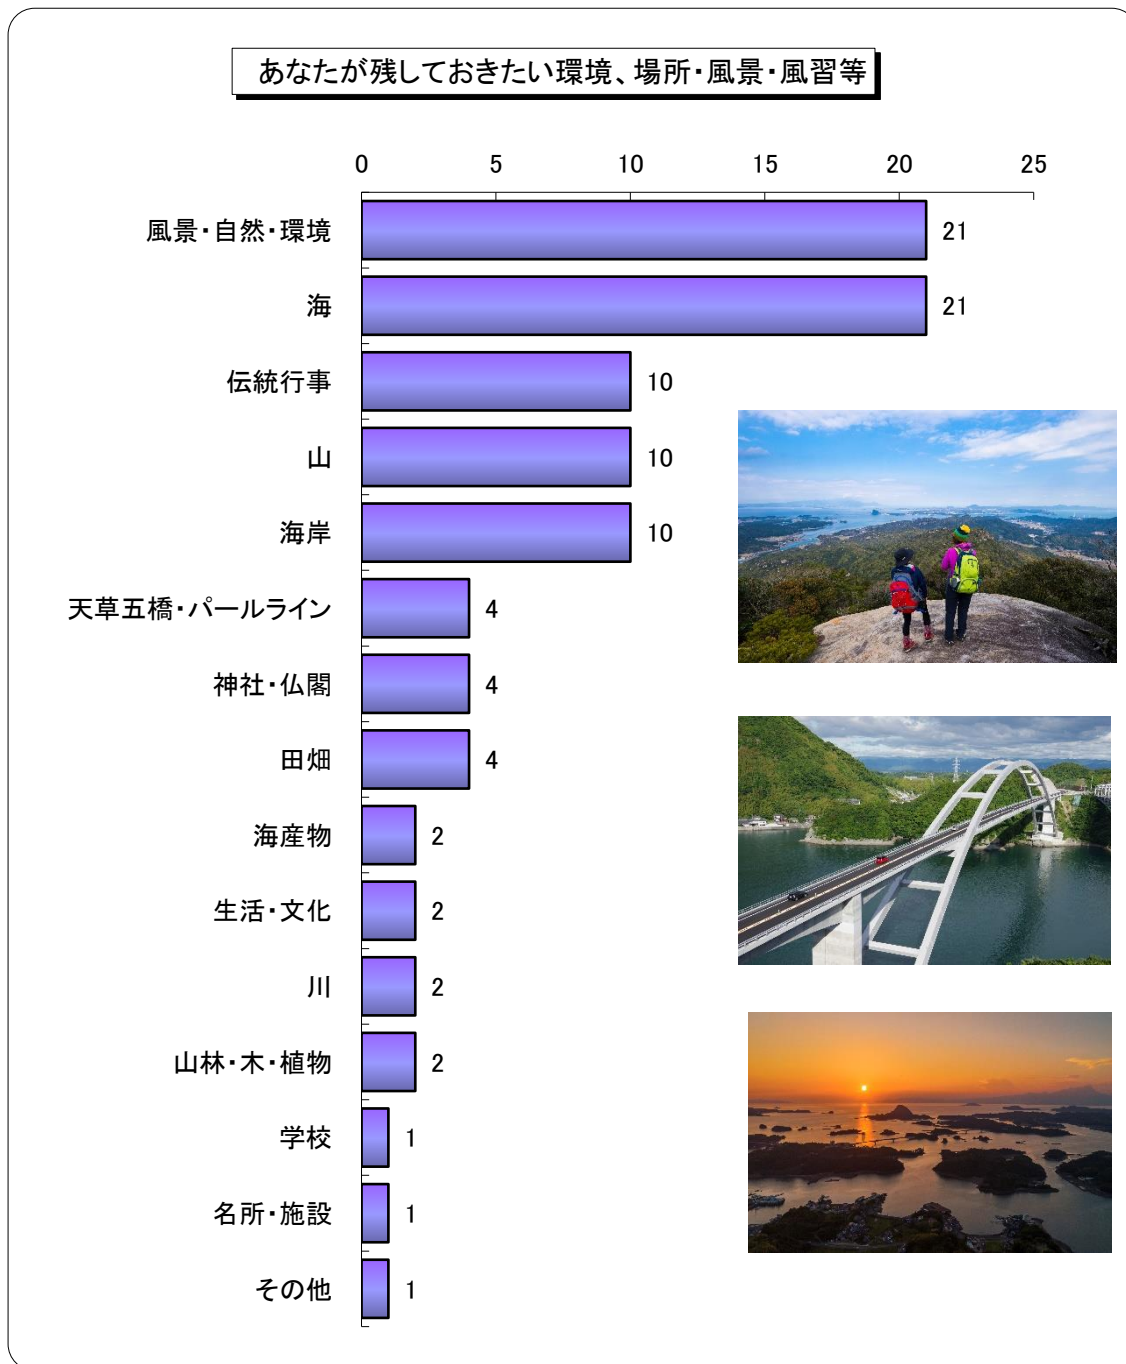 あなたが残しておきたい環境、場所・風景・風習等
0 5 10 15 20 25
風景・自然・環境 21
海 21
伝統行事 10
山 10
海岸 10
天草五橋・パールライン 4
神社・仏閣 4
田畑 4
海産物 2
生活・文化 2
川 2
山林・木・植物 2
学校 1
名所・施設 1
その他 1